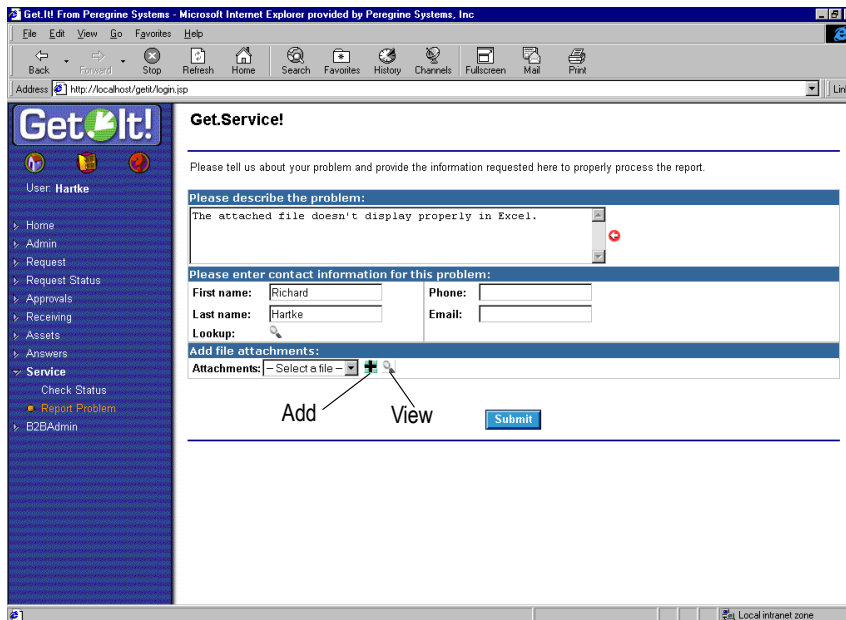 Get.It! From Peregrine Systems - Microsoft Internet Explorer provided by Peregrine Systems, Inc
File Edit View Go Favorites Help
Back Forward Stop Refresh Home Search Favorites History Channels Fullscreen Mail Print
Address http://localhost/getit/login.jsp
Get It!
Get.Service!
Please tell us about your problem and provide the information requested here to properly process the report.
User: Hartke
Home
Admin
Request
Request Status
Approvals
Receiving
Assets
Answers
Service
Check Status
Report Problem
B2BAdmin
Please describe the problem:
The attached file doesn't display properly in Excel.
Please enter contact information for this problem:
First name: Richard Phone:
Last name: Hartke Email:
Lookup:
Add file attachments:
Attachments: – Select a file –
Add View
Submit
Local intranet zone